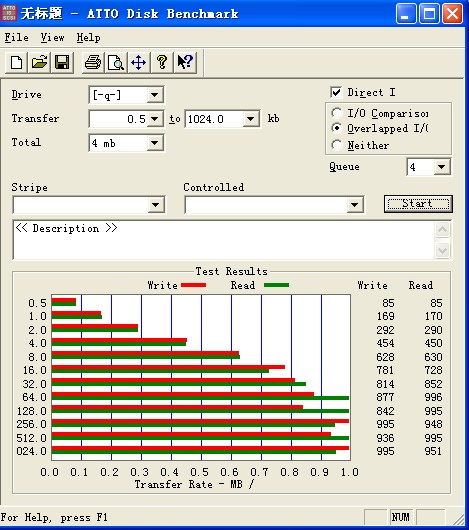 无标题 - ATTO Disk Benchmark
File View Help
Drive [-q-]
Direct I
Transfer 0.5 to 1024.0 kb
I/O Comparison
Overlapped I/(
Total 4 mb
Neither
Queue 4
Stripe Controlled
Start
<< Description >>
Test Results
Write Read Write Read
0.5 85 85
1.0 169 170
2.0 292 290
4.0 454 450
8.0 628 630
16.0 781 728
32.0 814 852
64.0 877 996
128.0 842 995
256.0 995 948
512.0 936 995
024.0 995 951
0.0 0.1 0.2 0.3 0.4 0.5 0.6 0.7 0.8 0.9 1.0
Transfer Rate - MB /
For Help, press F1 NUM